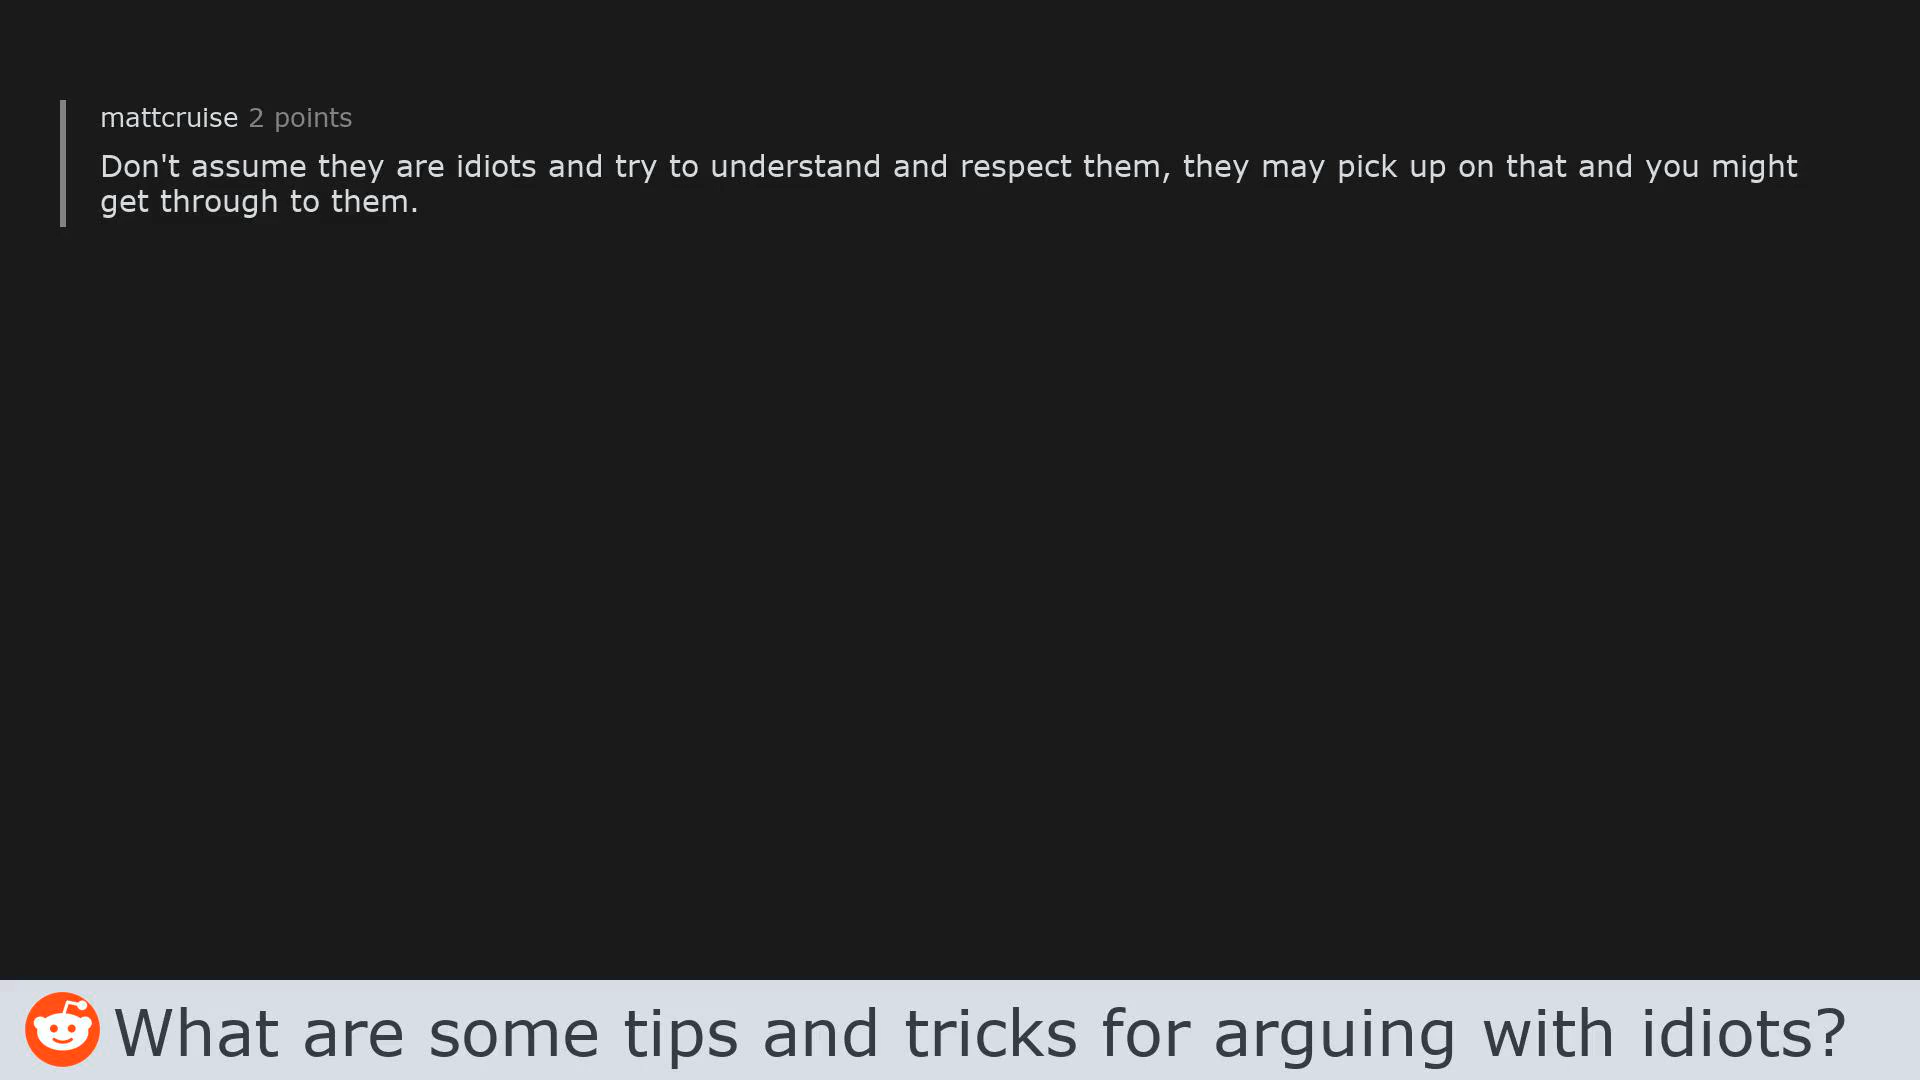 mattcruise 2 points
Don't assume they are idiots and try to understand and respect them, they may pick up on that and you might
get through to them.
What are some tips and tricks for arguing with idiots?